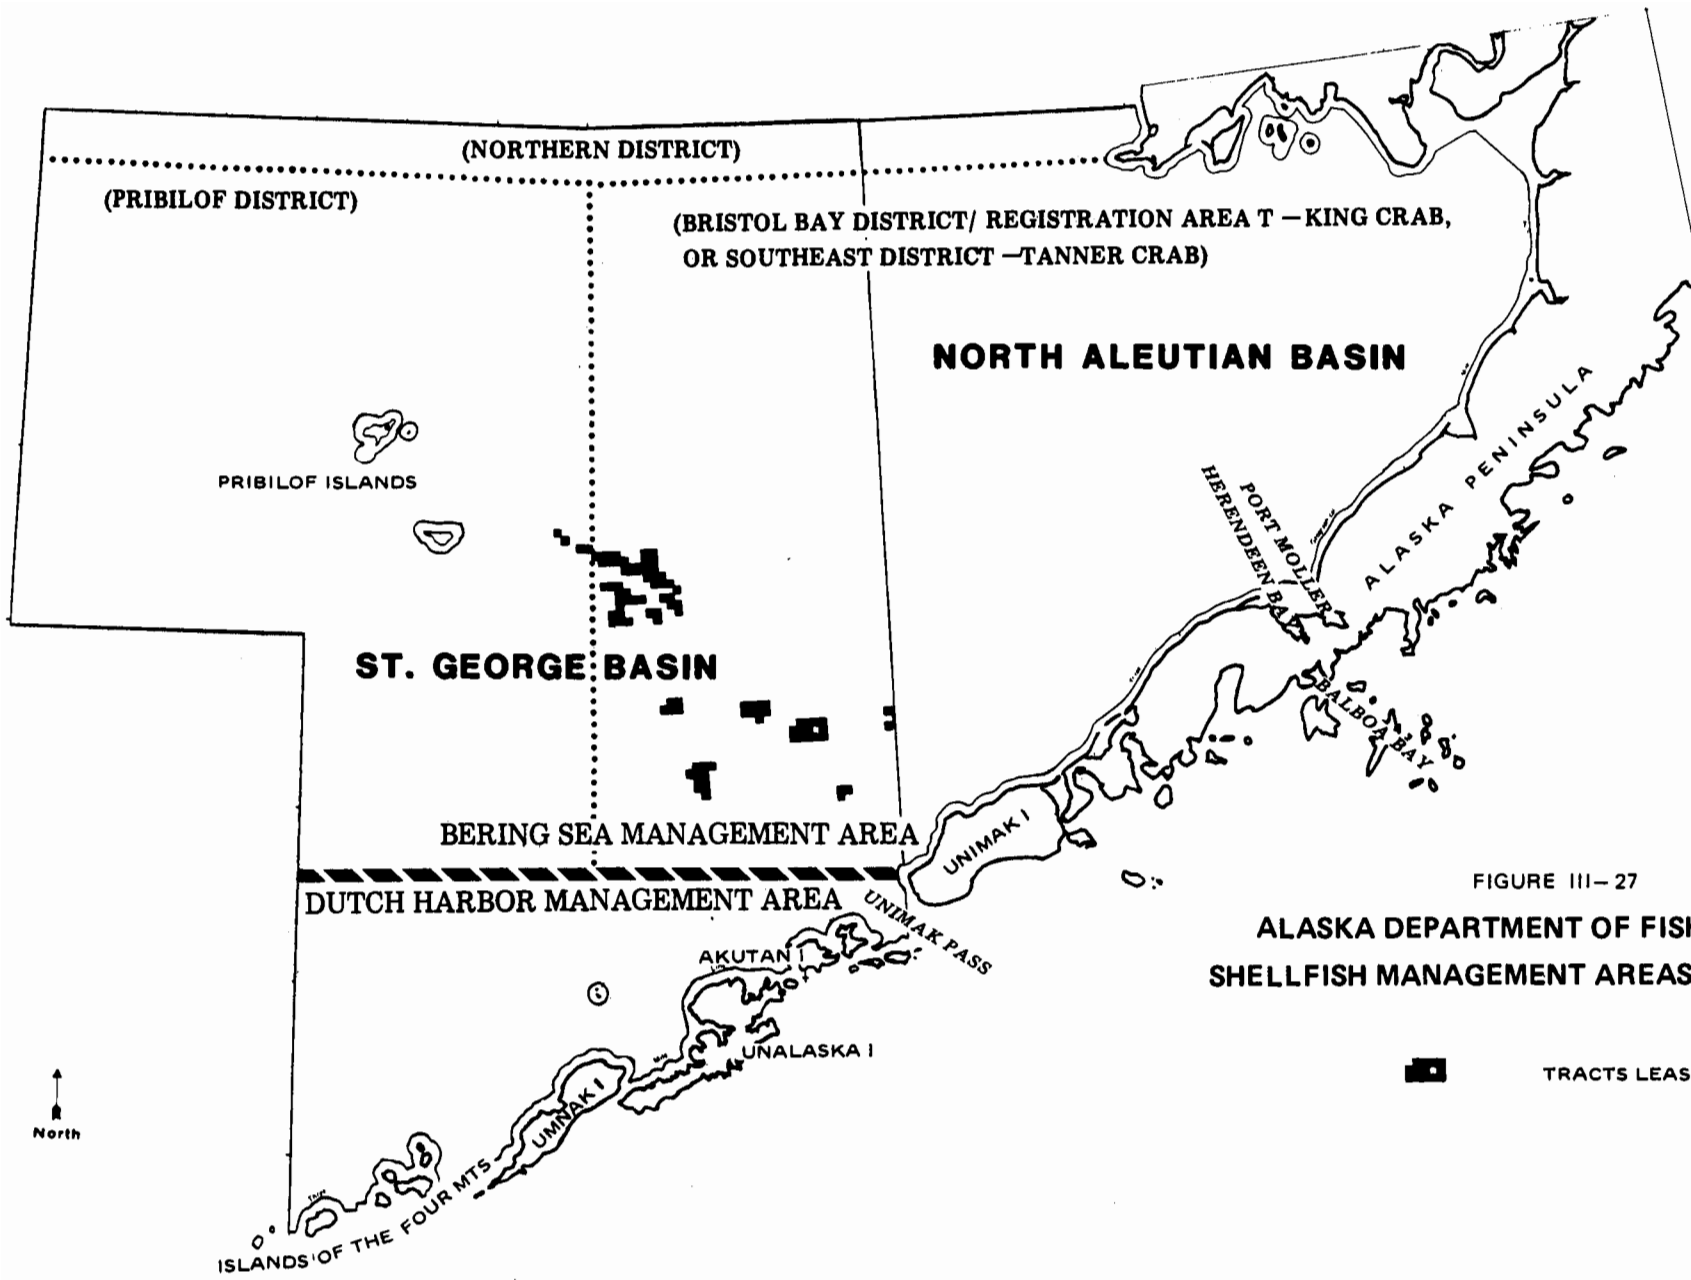 (NORTHERN DISTRICT)
(PRIBILOF DISTRICT)
(BRISTOL BAY DISTRICT/ REGISTRATION AREA T —KING CRAB,
OR SOUTHEAST DISTRICT —TANNER CRAB)
NORTH ALEUTIAN BASIN
PRIBILOF ISLANDS
ALASKA PENINSULA
PORT MOLLER
HERENDEEN BAY
ST. GEORGE BASIN
BALBOA BAY
BERING SEA MANAGEMENT AREA
UNIMAK I
DUTCH HARBOR MANAGEMENT AREA
UNIMAK PASS
FIGURE III—27
ALASKA DEPARTMENT OF FISH
SHELLFISH MANAGEMENT AREAS
AKUTAN I
UNALASKA I
TRACTS LEAS
UMNAK I
North
ISLANDS OF THE FOUR MTS